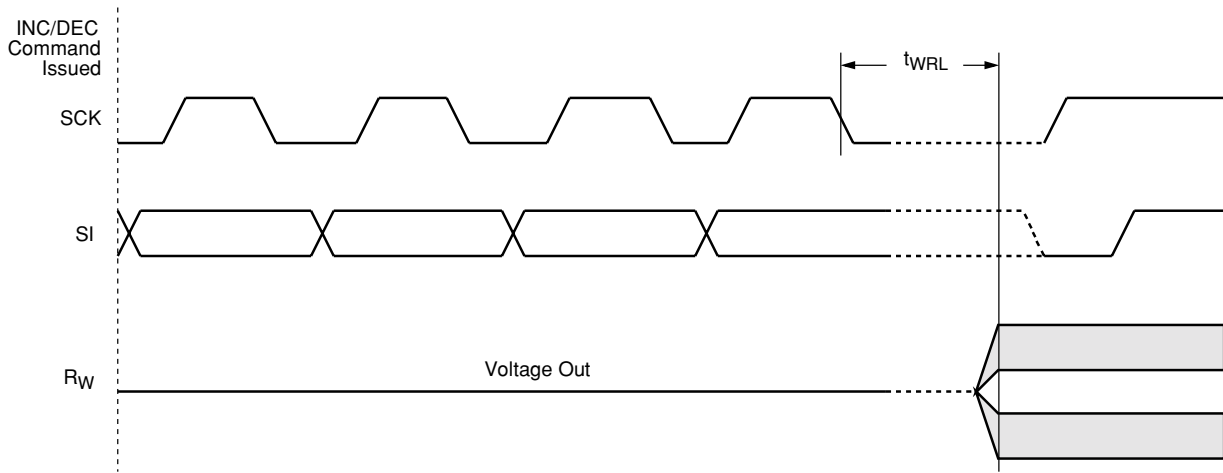 INC/DEC
Command
Issued
tWRL
SCK
SI
Voltage Out
RW